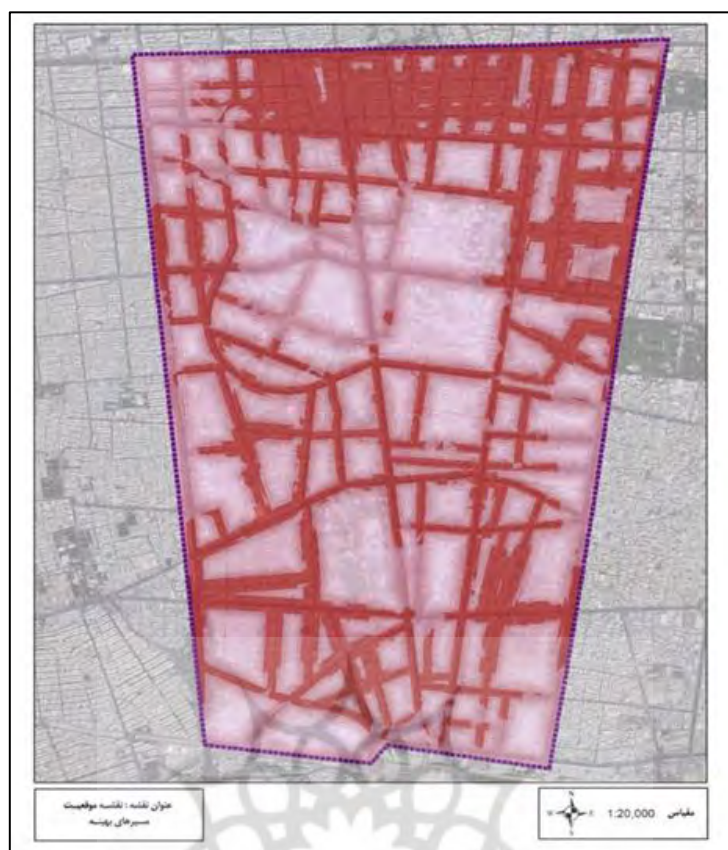 عنوان نقشه : نقشه موقعیت
مسیرهای بهینه
مقیاس 1:20,000